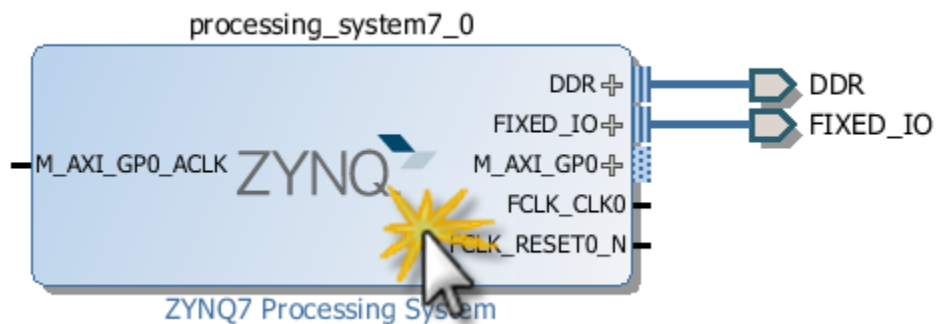 processing_system7_0
DDR
FIXED_IO
M_AXI_GP0
FCLK_CLK0
FCLK_RESET0_N
M_AXI_GP0_ACLK
ZYNQ
DDR
FIXED_IO
ZYNQ7 Processing System